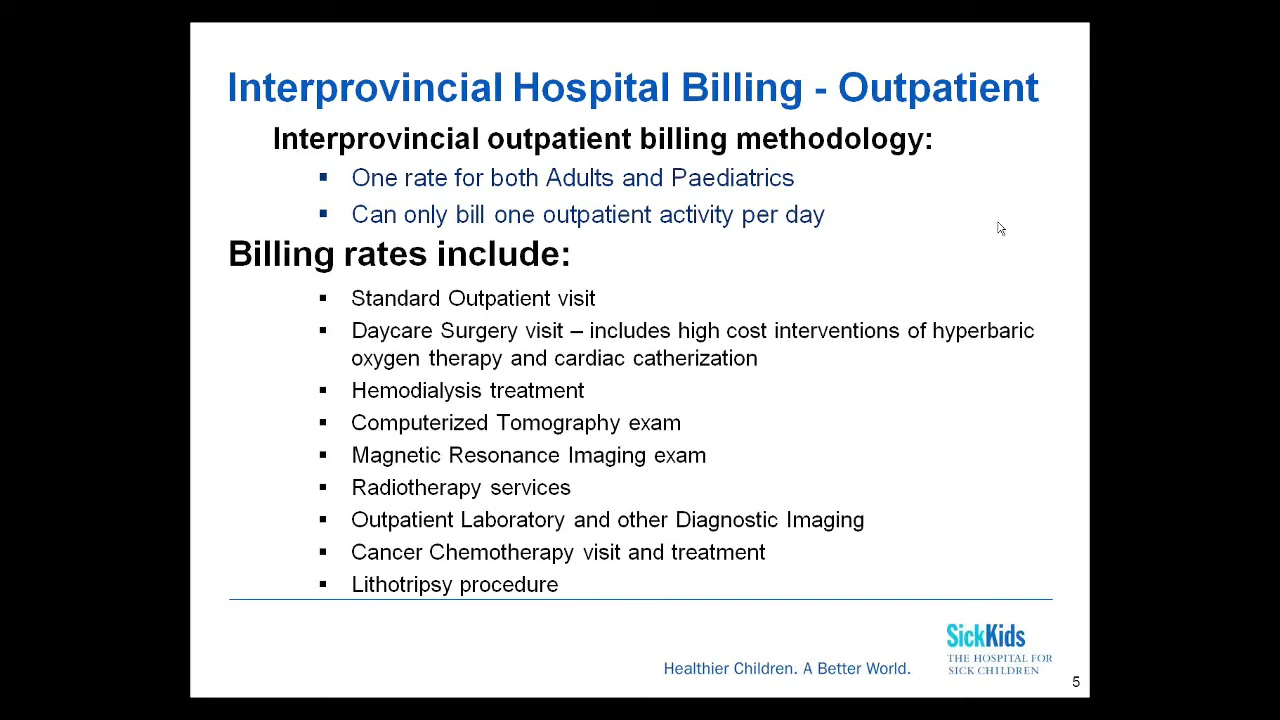 Interprovincial Hospital Billing - Outpatient
Interprovincial outpatient billing methodology:
▪ One rate for both Adults and Paediatrics
▪ Can only bill one outpatient activity per day
Billing rates include:
▪ Standard Outpatient visit
▪ Daycare Surgery visit – includes high cost interventions of hyperbaric
oxygen therapy and cardiac catherization
▪ Hemodialysis treatment
▪ Computerized Tomography exam
▪ Magnetic Resonance Imaging exam
▪ Radiotherapy services
▪ Outpatient Laboratory and other Diagnostic Imaging
▪ Cancer Chemotherapy visit and treatment
▪ Lithotripsy procedure
Healthier Children. A Better World.
SickKids
THE HOSPITAL FOR
SICK CHILDREN
5